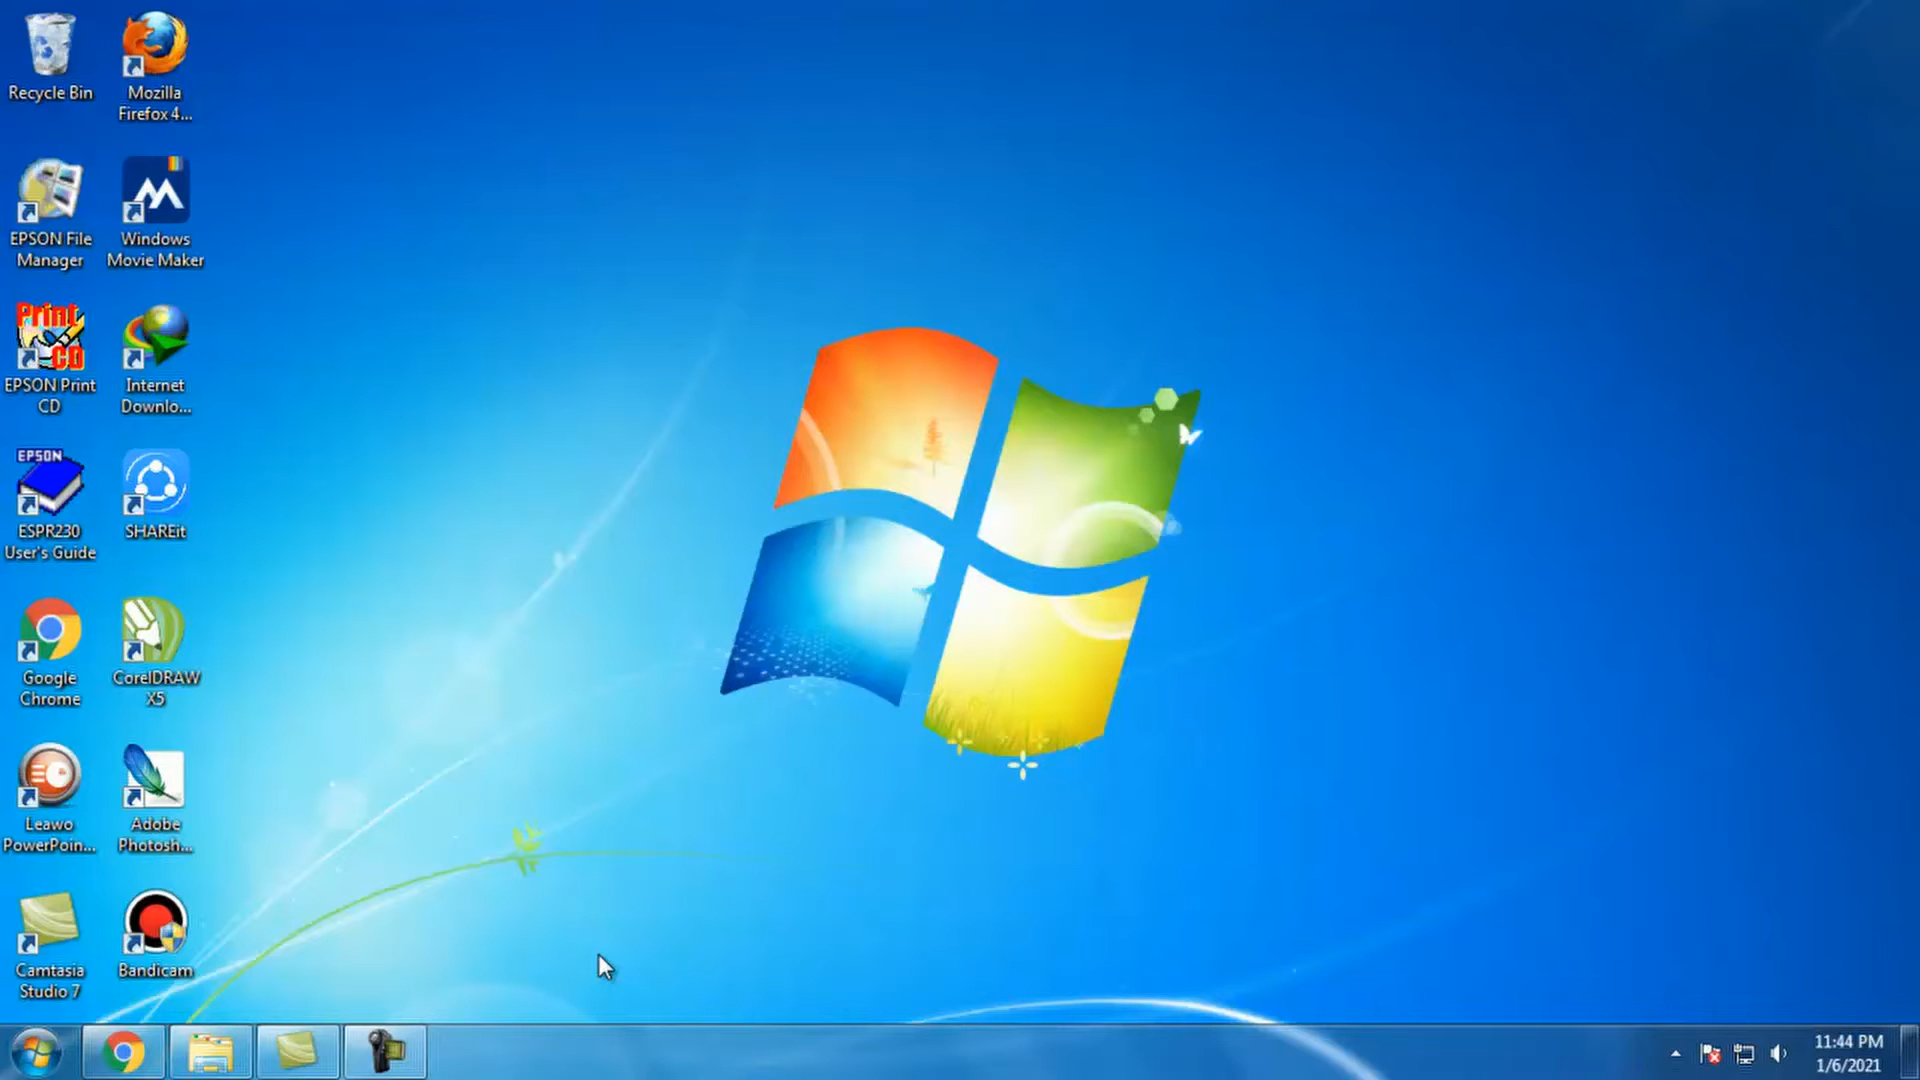 Recycle Bin
Mozilla
Firefox 4...
EPSON File
Manager
Windows
Movie Maker
Print
CD
EPSON Print
CD
Internet
Downlo...
EPSON
ESPR230
User's Guide
SHAREit
Google
Chrome
CorelDRAW
X5
Leawo
PowerPoin...
Adobe
Photosh...
Camtasia
Studio 7
Bandicam
11:44 PM
1/6/2021